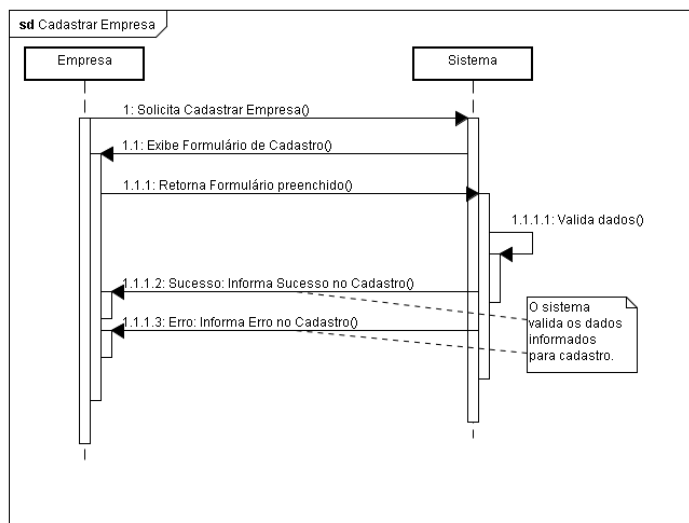 sd Cadastrar Empresa
Empresa
Sistema
1: Solicita Cadastrar Empresa()
1.1: Exibe Formulário de Cadastro()
1.1.1: Retorna Formulário preenchido()
1.1.1.1: Valida dados()
1.1.1.2: Sucesso: Informa Sucesso no Cadastro()
1.1.1.3: Erro: Informa Erro no Cadastro()
O sistema
valida os dados
informados
para cadastro.